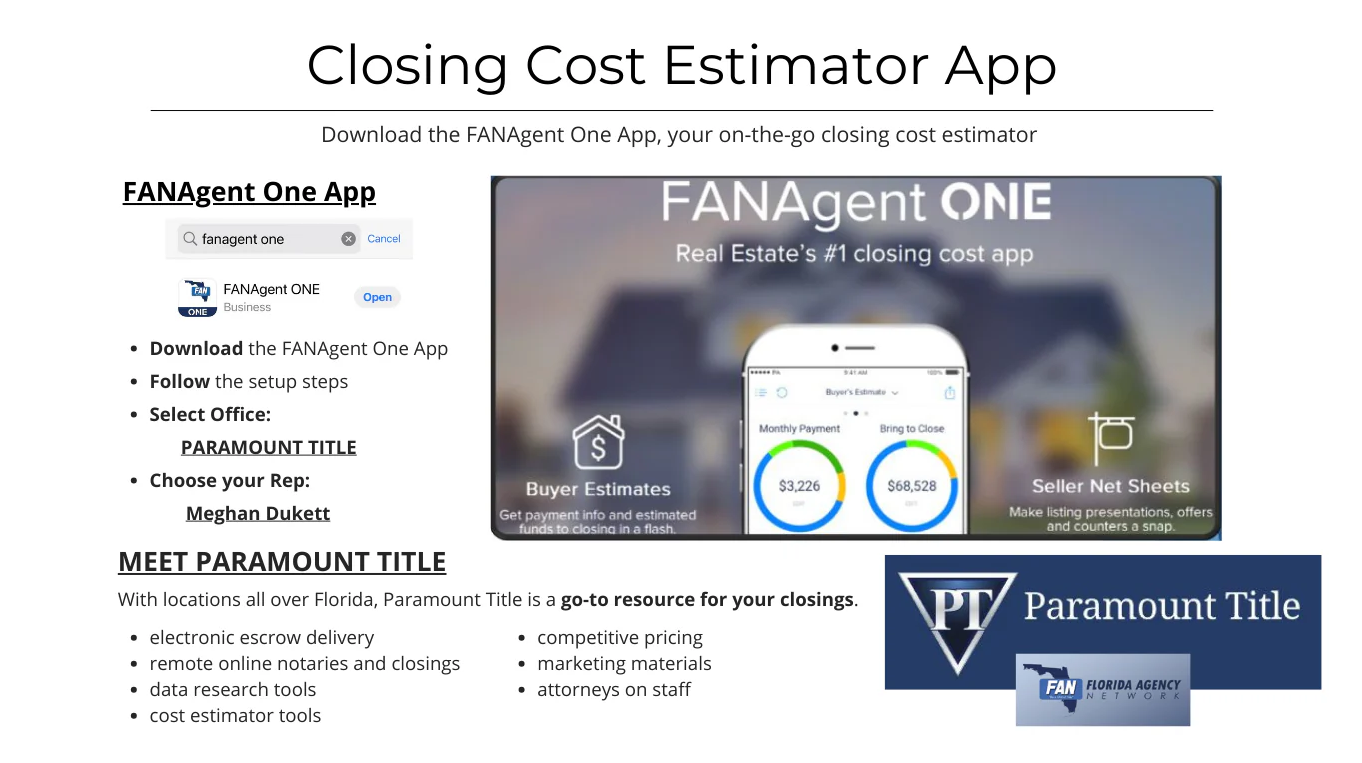 Closing Cost Estimator App
Download the FANAgent One App, your on-the-go closing cost estimator
FANAgent One App
fanagent one
Cancel
FAN
ONE
FANAgent ONE
Business
Open
• Download the FANAgent One App
• Follow the setup steps
• Select Office:
PARAMOUNT TITLE
• Choose your Rep:
Meghan Dukett
FANAgent ONE
Real Estate's #1 closing cost app
9:41 AM
100%
Buyer's Estimate
Monthly Payment
Bring to Close
$3,226
$68,528
Buyer Estimates
Get payment info and estimated
funds to closing in a flash.
Seller Net Sheets
Make listing presentations, offers
and counters a snap.
MEET PARAMOUNT TITLE
With locations all over Florida, Paramount Title is a go-to resource for your closings.
• electronic escrow delivery
• remote online notaries and closings
• data research tools
• cost estimator tools
• competitive pricing
• marketing materials
• attorneys on staff
PT
Paramount Title
FAN
FLORIDA AGENCY
NETWORK